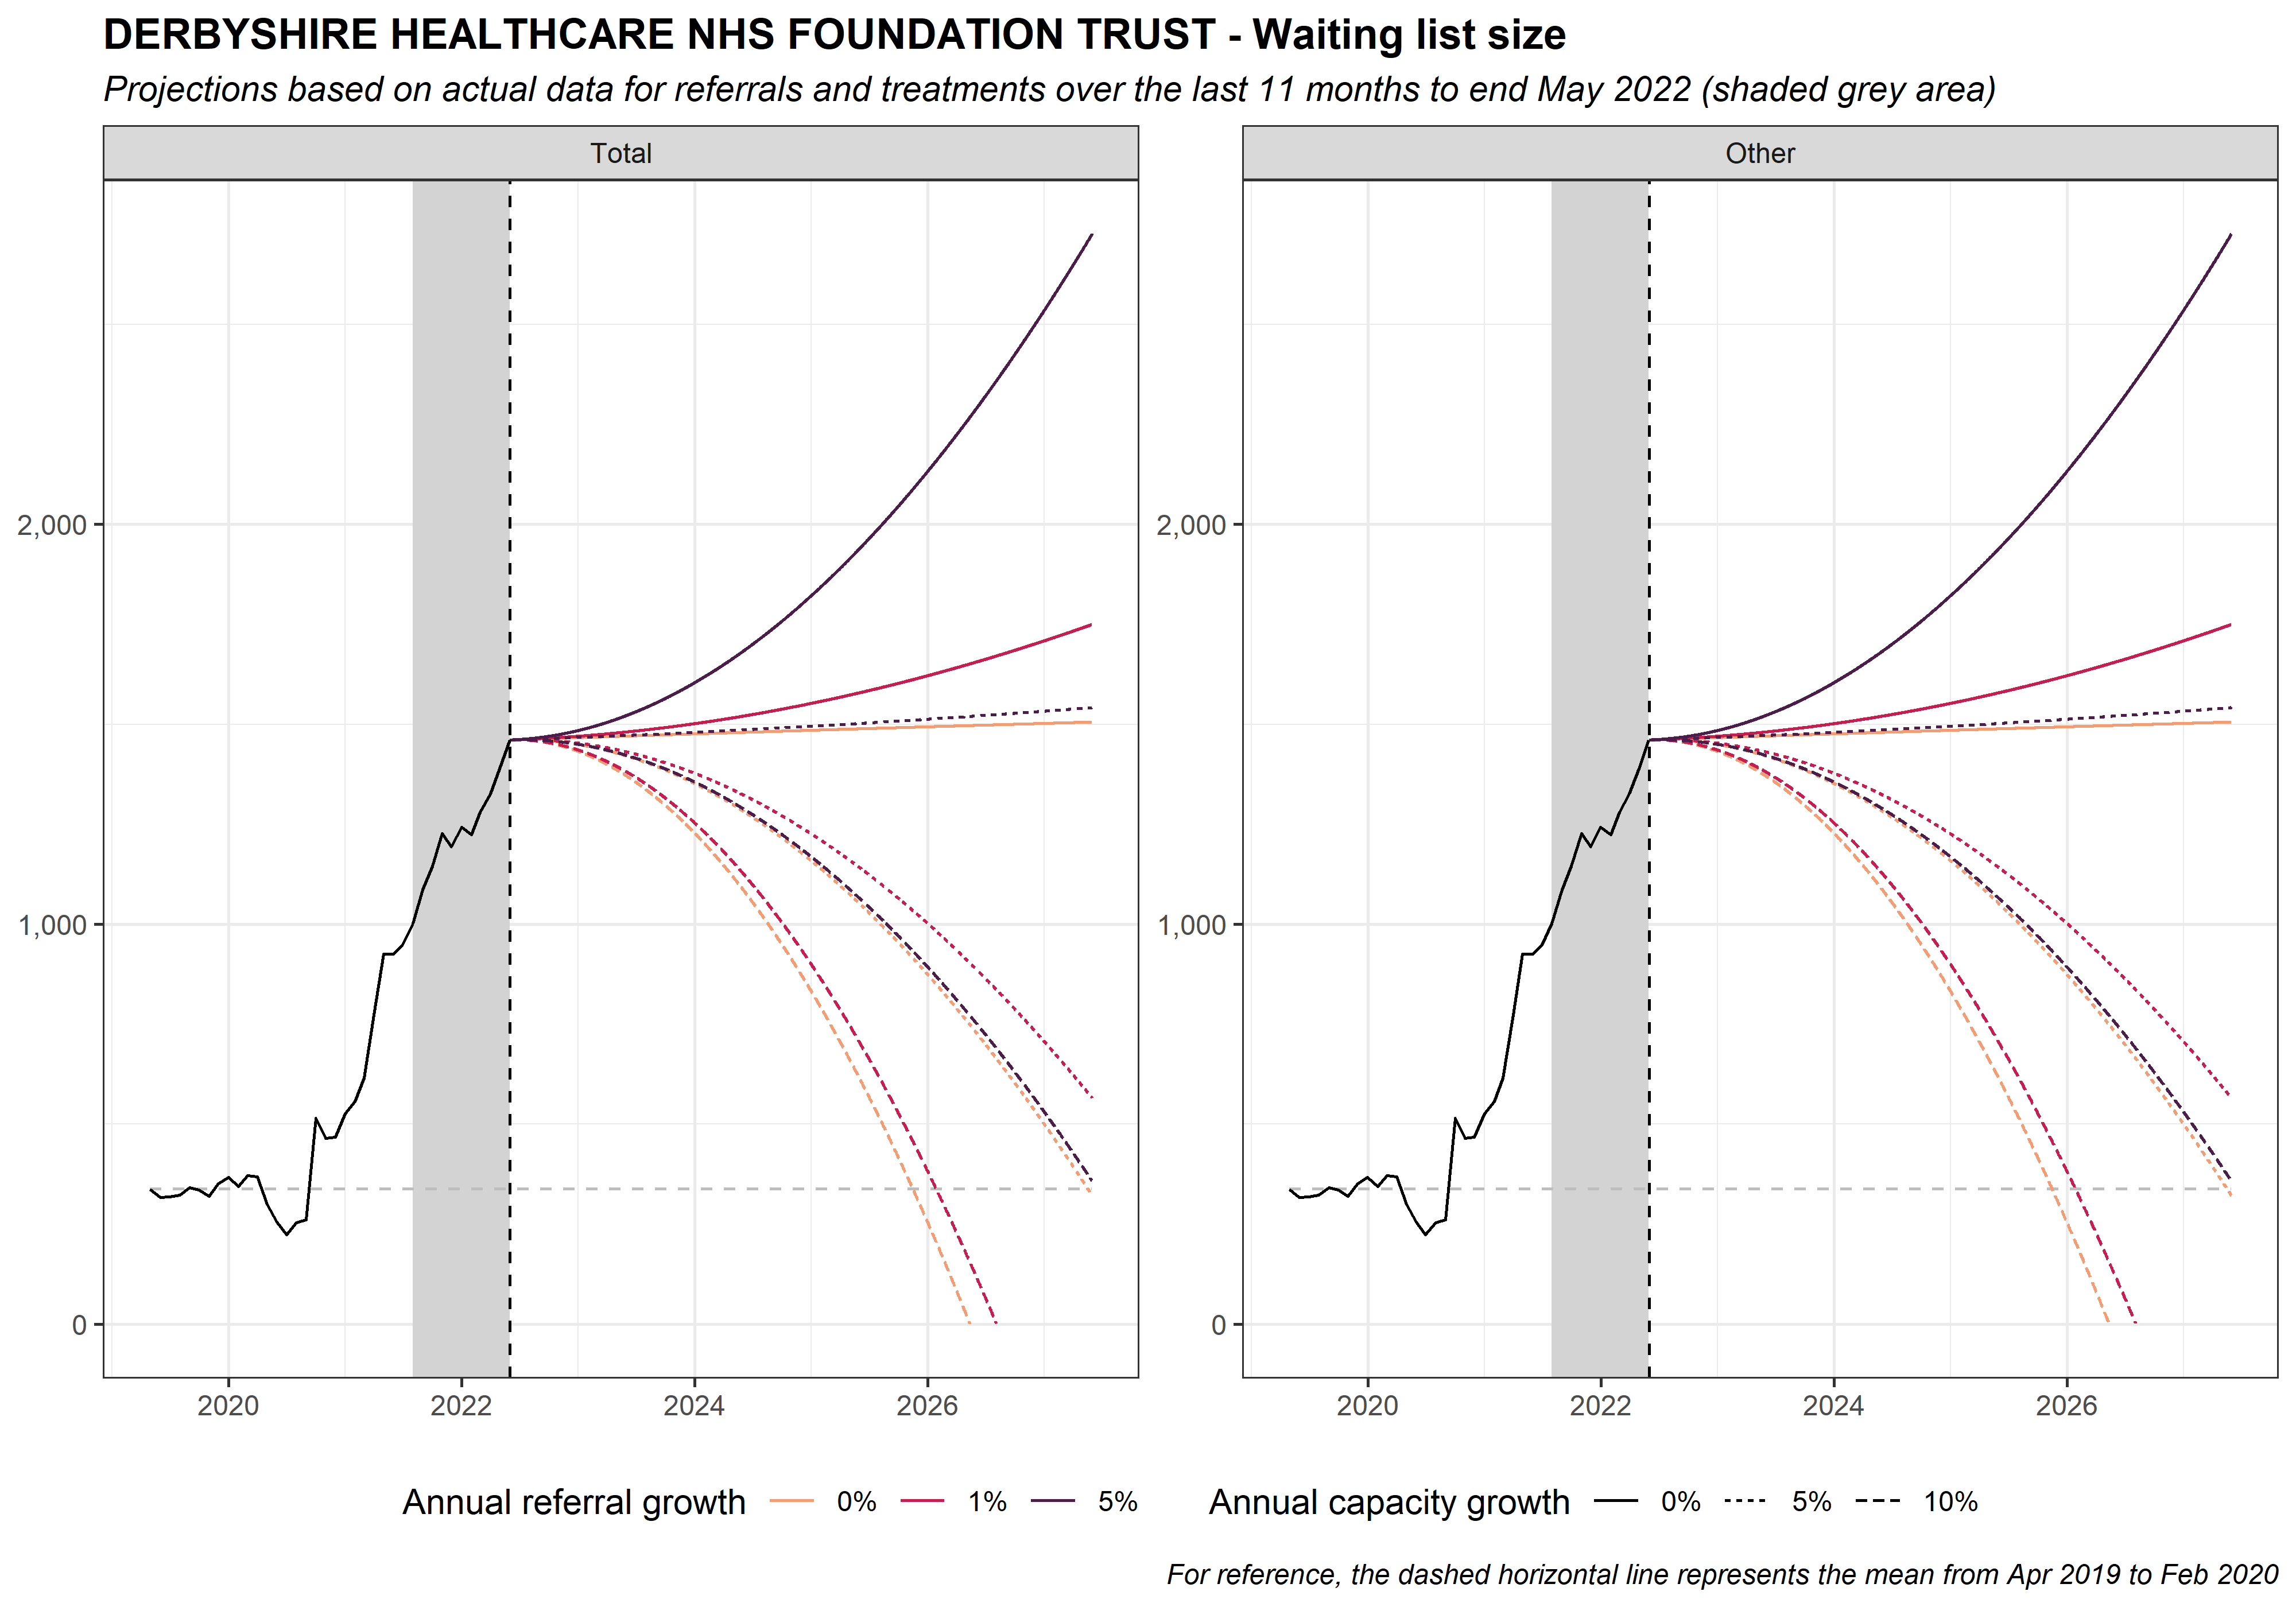 DERBYSHIRE HEALTHCARE NHS FOUNDATION TRUST - Waiting list size
Projections based on actual data for referrals and treatments over the last 11 months to end May 2022 (shaded grey area)
Total
Other
2,000
1,000
0
2,000
1,000
0
2020 2022 2024 2026
2020 2022 2024 2026
Annual referral growth 0% 1% 5%
Annual capacity growth 0% 5% 10%
For reference, the dashed horizontal line represents the mean from Apr 2019 to Feb 2020